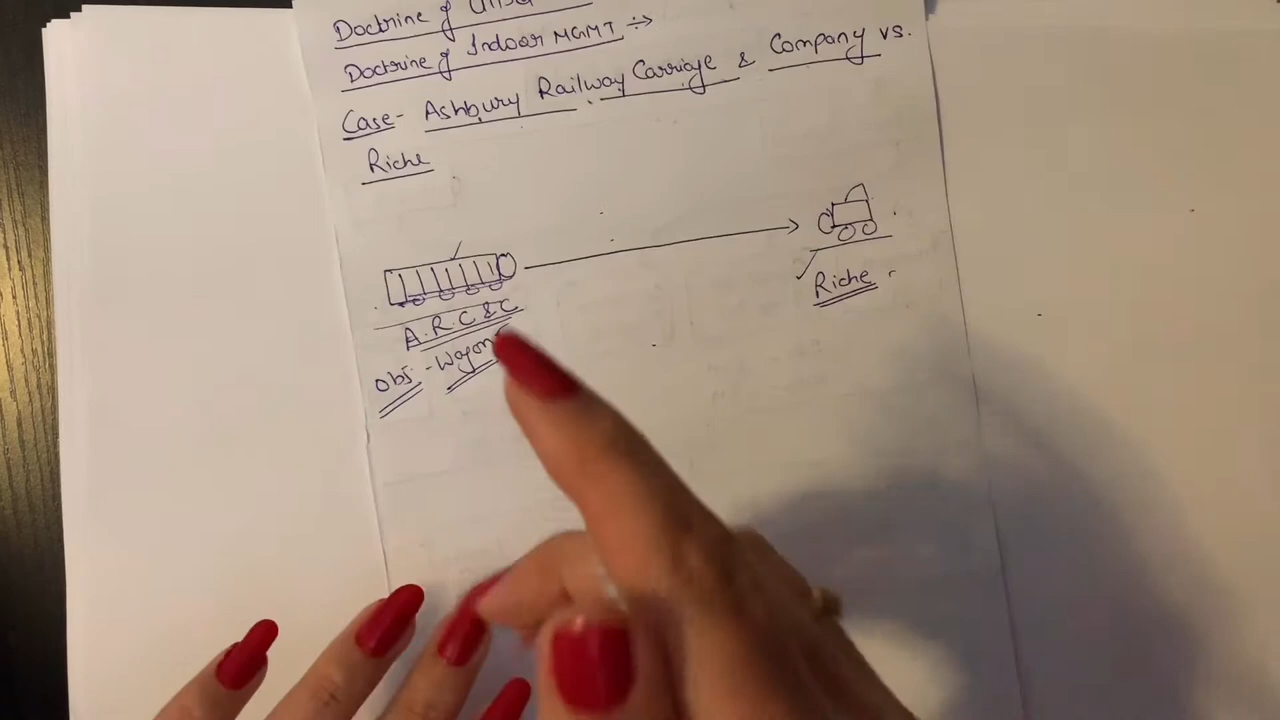 Doctrine of
Doctrine of Indoor MGMT
Case- Ashbury Railway Carriage & Company vs.
Riche
A.R.C & C
Riche
Obj - Wagon